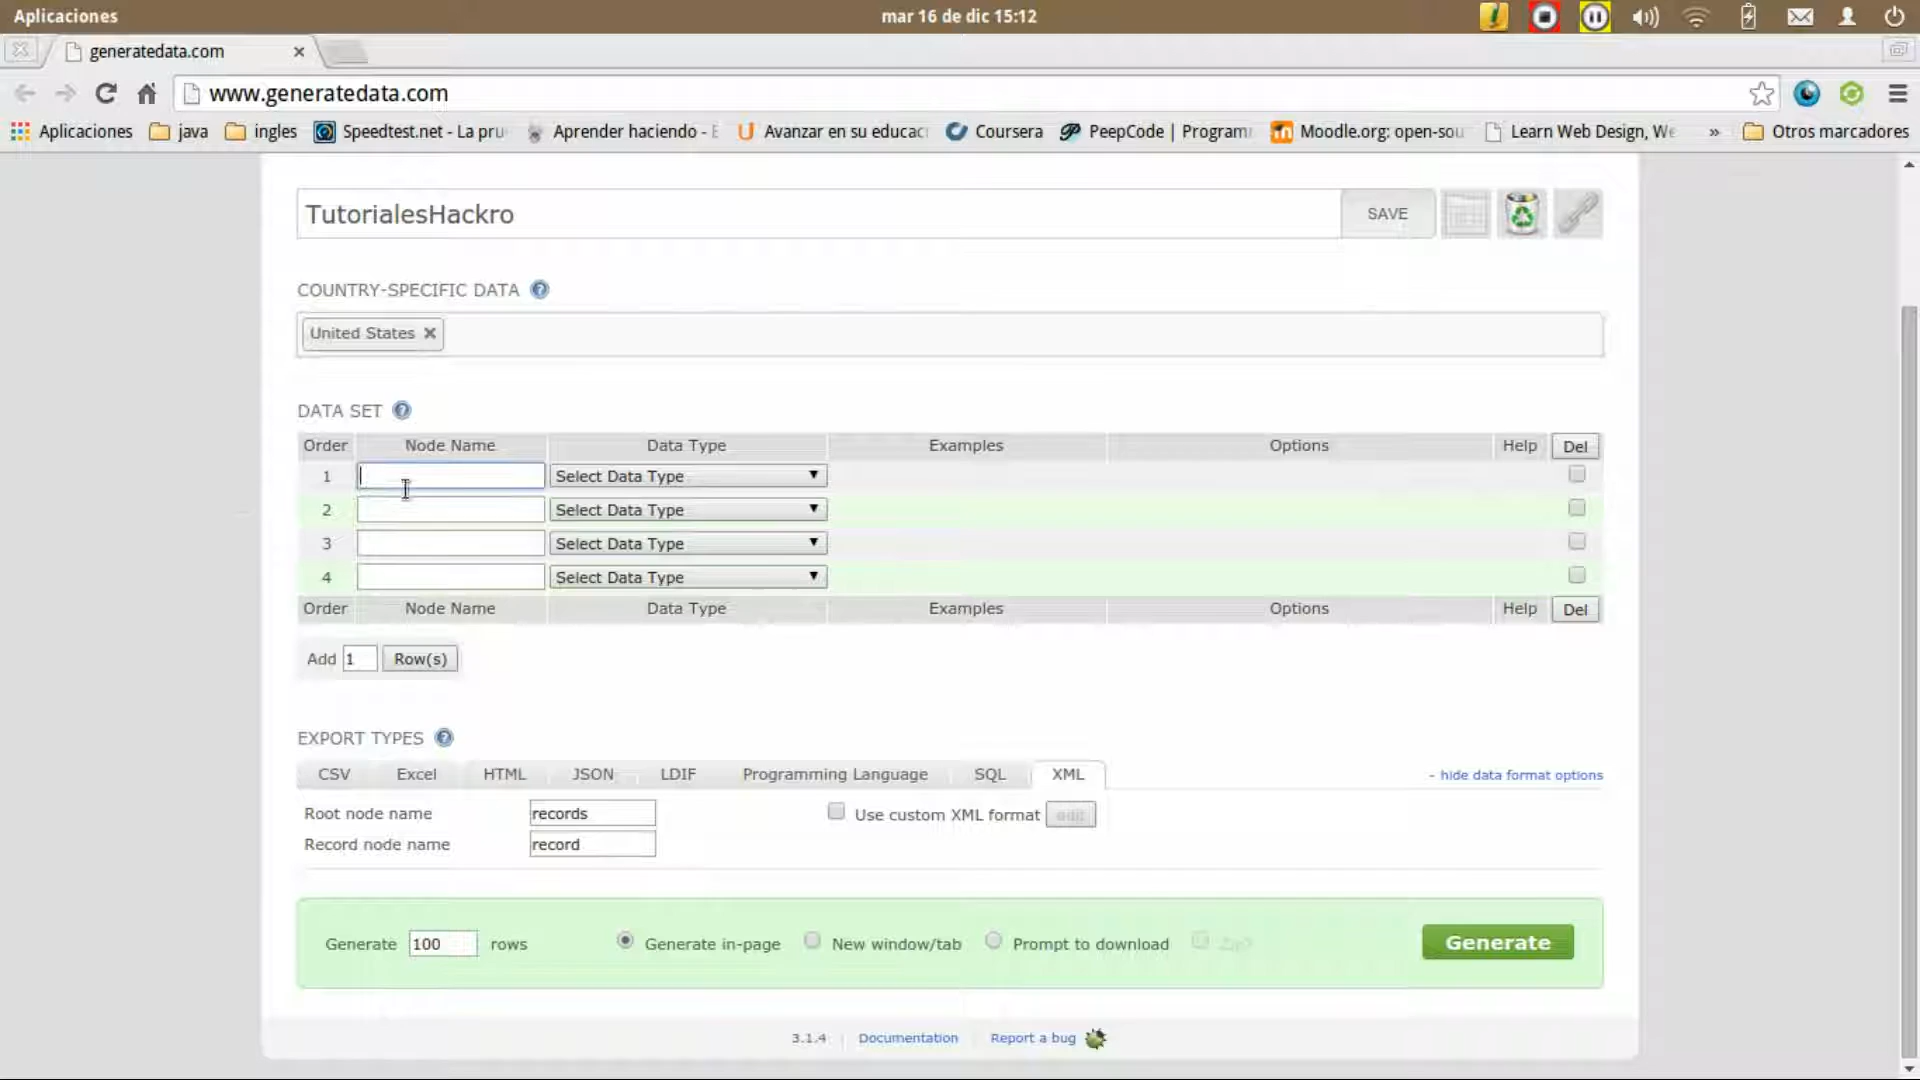 Aplicaciones mar 16 de dic 15:12
generatedata.com
www.generatedata.com
Aplicaciones java ingles Speedtest.net - La pru Aprender haciendo - E Avanzar en su educac Coursera PeepCode | Program Moodle.org: open-sou Learn Web Design, We » Otros marcadores
TutorialesHackro SAVE
COUNTRY-SPECIFIC DATA
United States
DATA SET
Order Node Name Data Type Examples Options Help Del
1 Select Data Type
2 Select Data Type
3 Select Data Type
4 Select Data Type
Order Node Name Data Type Examples Options Help Del
Add 1 Row(s)
EXPORT TYPES
CSV Excel HTML JSON LDIF Programming Language SQL XML - hide data format options
Root node name records Use custom XML format edit
Record node name record
Generate 100 rows Generate in-page New window/tab Prompt to download Zip? Generate
3.1.4 Documentation Report a bug